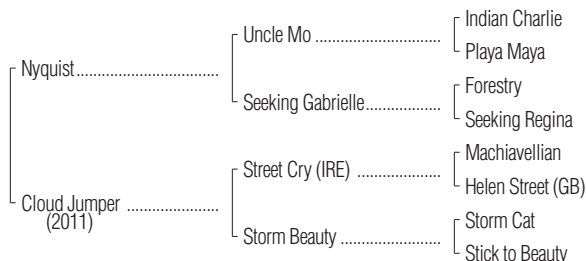 Indian Charlie
Uncle Mo ........................................
Playa Maya
Nyquist ..............................................
Forestry
Seeking Gabrielle ........................
Seeking Regina
Machiavellian
Street Cry (IRE) ..........................
Helen Street (GB)
Cloud Jumper .............................
(2011)
Storm Cat
Storm Beauty ................................
Stick to Beauty